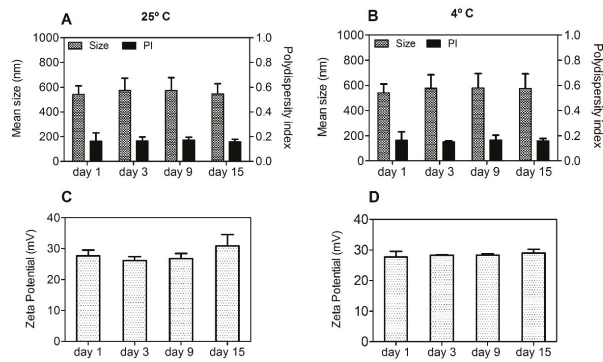 A
25º C
Size
PI
Mean size (nm)
1000
800
600
400
200
0
Polydispersity index
1.0
0.8
0.6
0.4
0.2
0.0
day 1
day 3
day 9
day 15
B
4º C
Size
PI
Mean size (nm)
1000
800
600
400
200
0
Polydispersity index
1.0
0.8
0.6
0.4
0.2
0.0
day 1
day 3
day 9
day 15
C
Zeta Potential (mV)
40
30
20
10
0
day 1
day 3
day 9
day 15
D
Zeta Potential (mV)
40
30
20
10
0
day 1
day 3
day 9
day 15